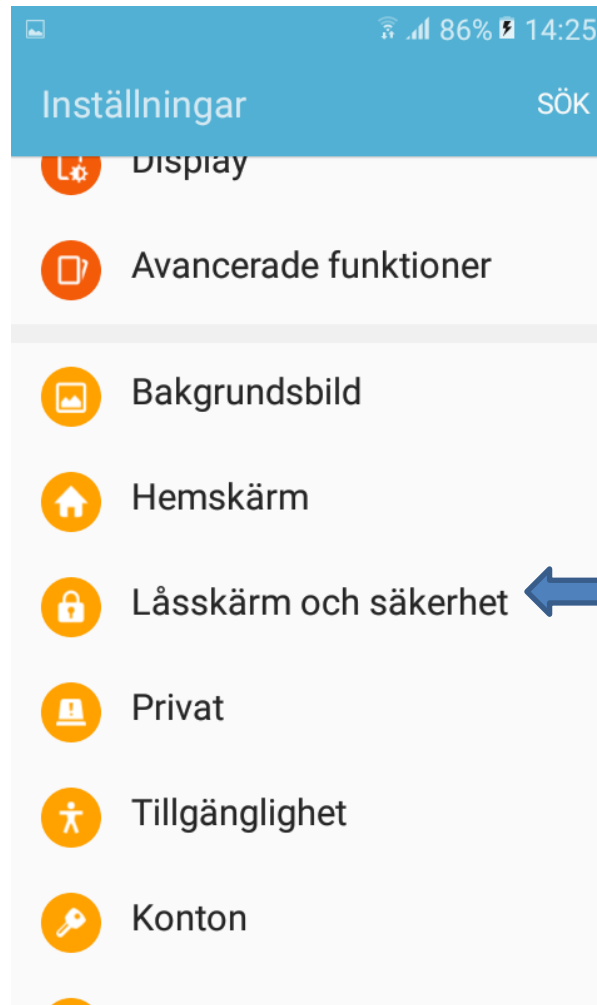 86% 14:25
Inställningar SÖK
Display
Avancerade funktioner
Bakgrundsbild
Hemskärm
Låsskärm och säkerhet
Privat
Tillgänglighet
Konton